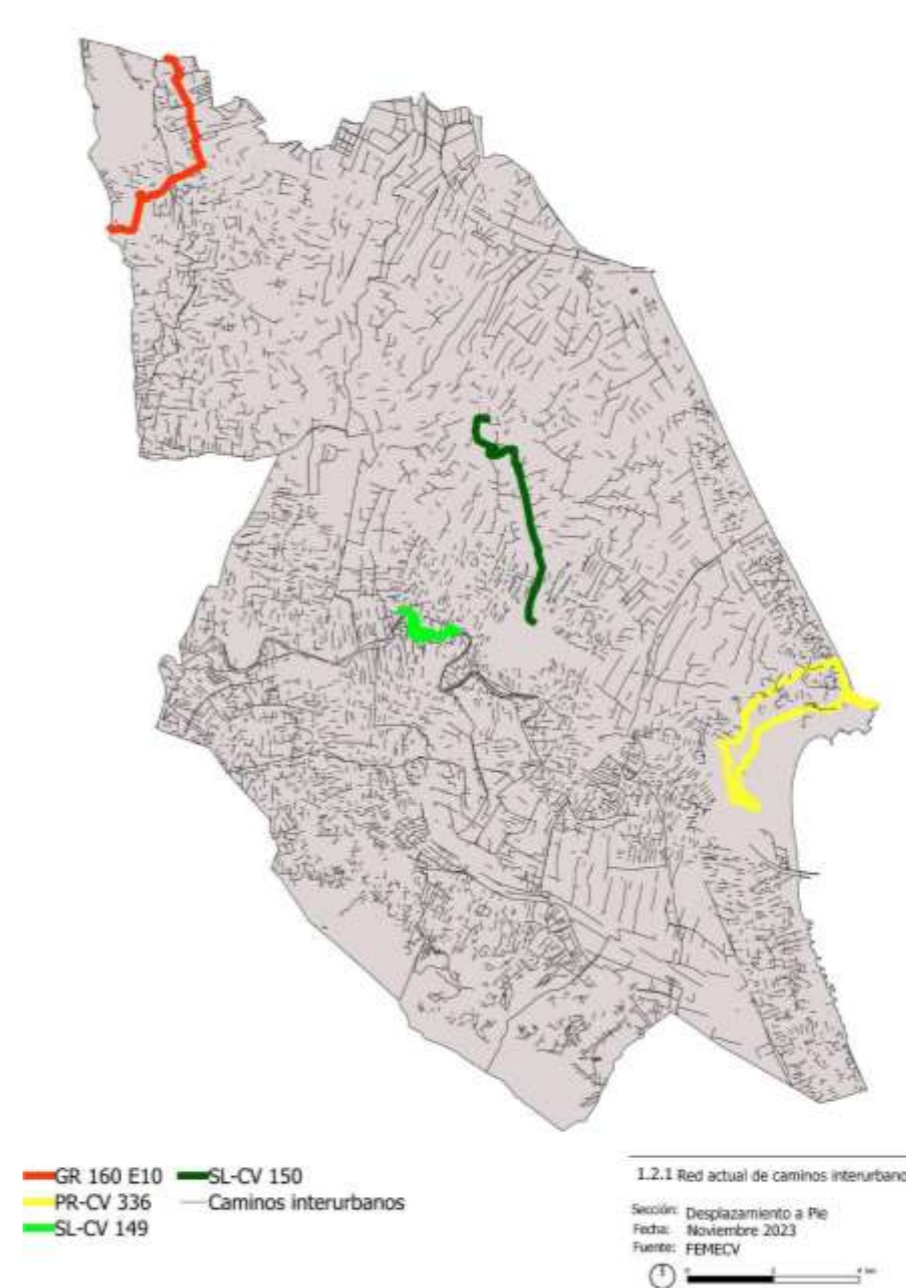 GR 160 E10
PR-CV 336
SL-CV 149
SL-CV 150
Caminos interurbanos
1.2.1 Red actual de caminos interurbano
Sección: Desplazamiento a Pie
Fecha: Noviembre 2023
Fuente: FEMECV